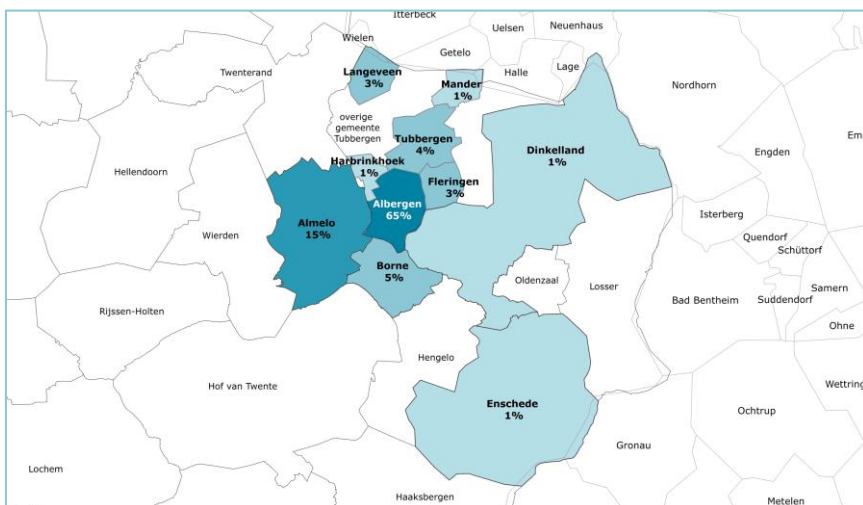 Itterbeck
Wielen
Uelsen
Neuenhaus
Getelo
Halle
Lage
Twenterand
Langeveen
3%
Mander
1%
Nordhorn
overige
gemeente
Tubbergen
Tubbergen
4%
Dinkelland
1%
Engden
Em
Hellendoorn
Harbrinkhoek
1%
Fleringen
3%
Albergen
65%
Almelo
15%
Wierden
Isterberg
Quendorf
Schüttorf
Borne
5%
Oldenzaal
Losser
Bad Bentheim
Suddendorf
Samern
Ohne
Rijssen-Holten
Hengelo
Hof van Twente
Wettring
Enschede
1%
Ochtrup
Gronau
Lochem
Haaksbergen
Metelen